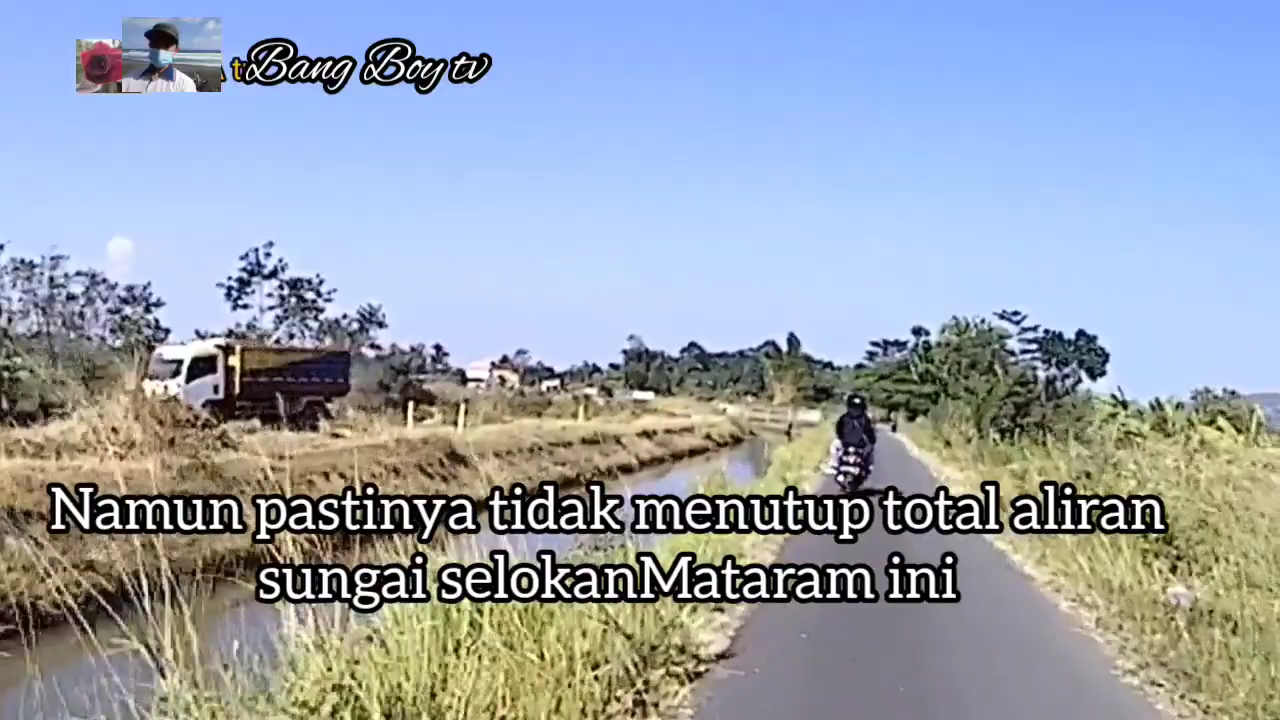 Bang Boy tv
Namun pastinya tidak menutup total aliran
sungai selokanMataram ini